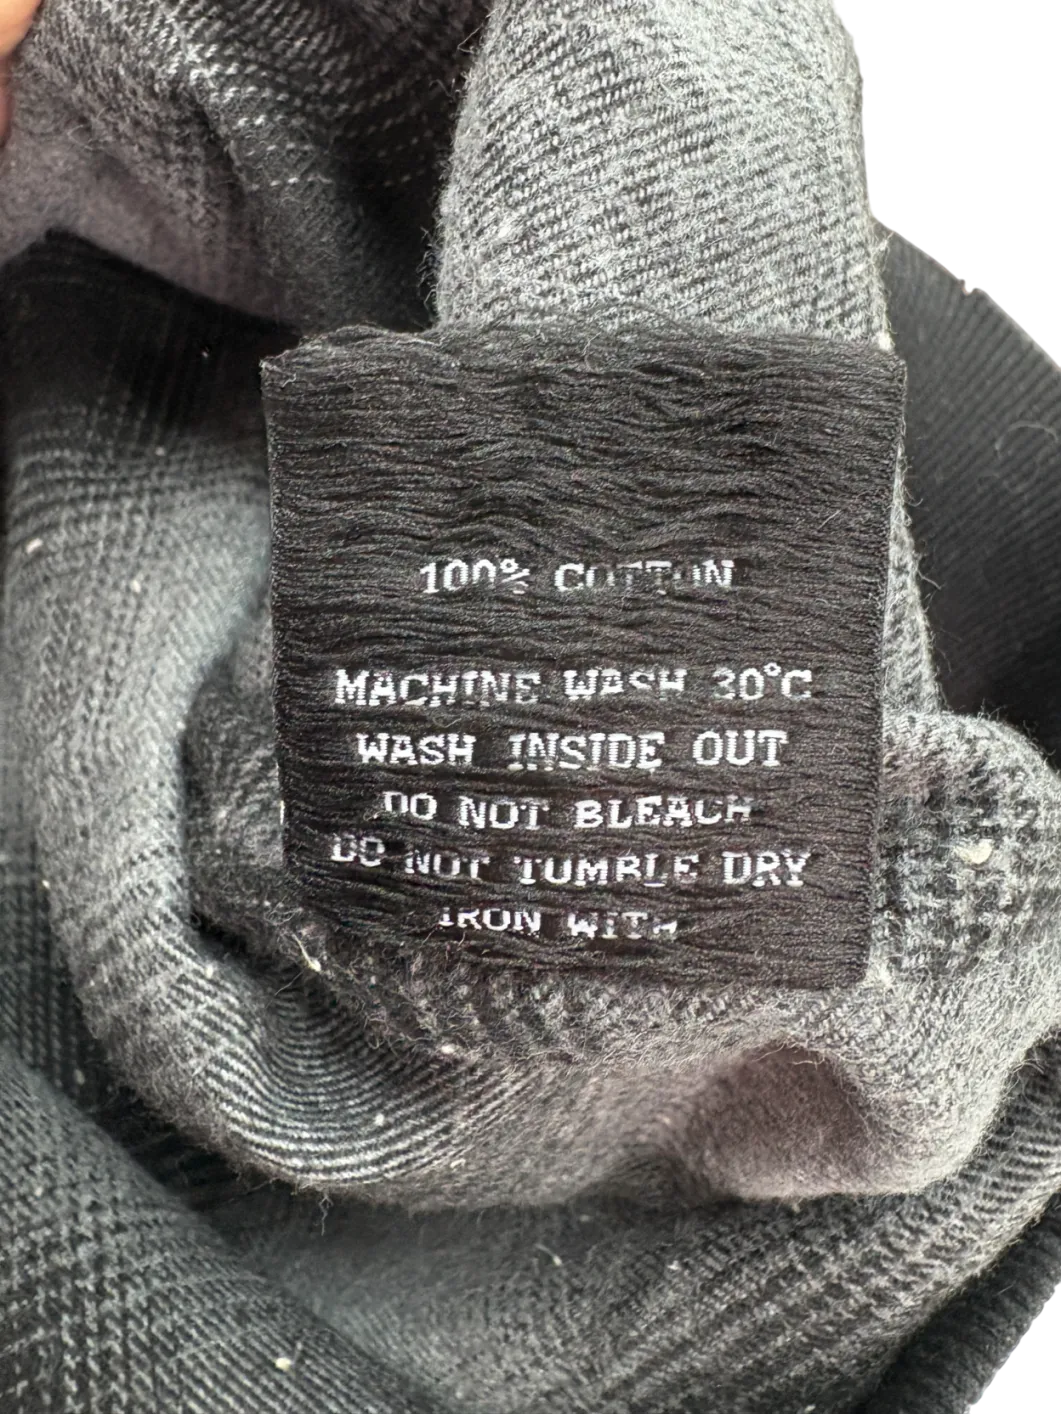 100% COTTON
MACHINE WASH 30°C
WASH INSIDE OUT
DO NOT BLEACH
DO NOT TUMBLE DRY
IRON WITH